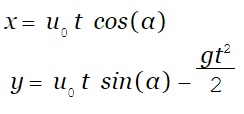 x = u₀ t cos(α)
y = u₀ t sin(α) − gt²/2